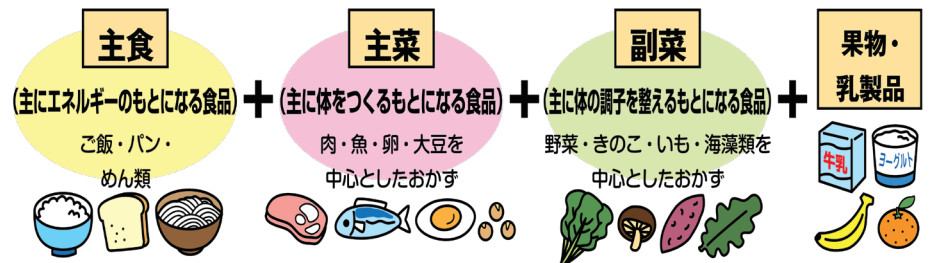 主食
(主にエネルギーのもとになる食品)
ご飯・パン・
めん類
+
主菜
(主に体をつくるもとになる食品)
肉・魚・卵・大豆を
中心としたおかず
+
副菜
(主に体の調子を整えるもとになる食品)
野菜・きのこ・いも・海藻類を
中心としたおかず
+
果物・
乳製品
牛乳
ヨーグルト